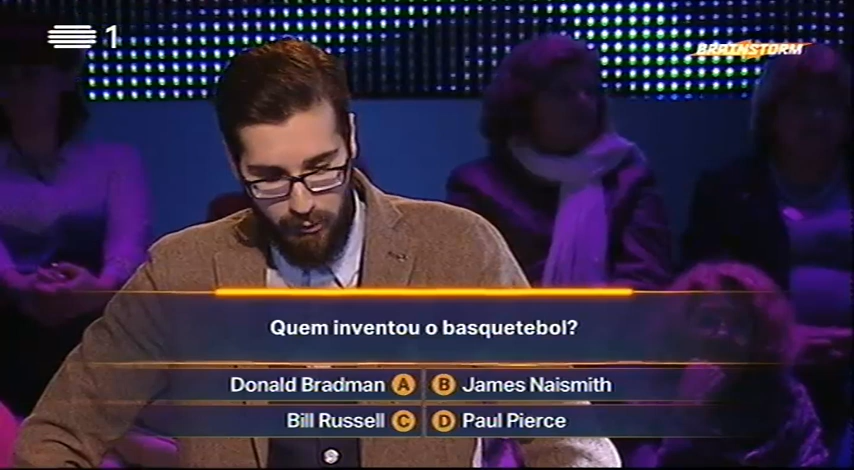 1
BRAINSTORM
Quem inventou o basquetebol?
Donald Bradman A
B James Naismith
Bill Russell C
D Paul Pierce